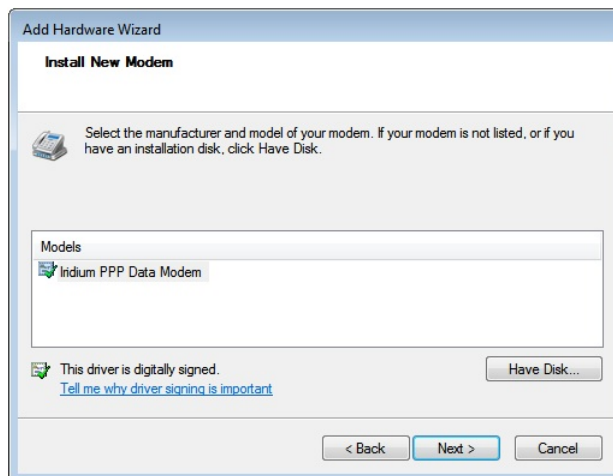 Add Hardware Wizard
Install New Modem
Select the manufacturer and model of your modem. If your modem is not listed, or if you
have an installation disk, click Have Disk.
Models
Iridium PPP Data Modem
This driver is digitally signed.
Tell me why driver signing is important
Have Disk...
< Back
Next >
Cancel